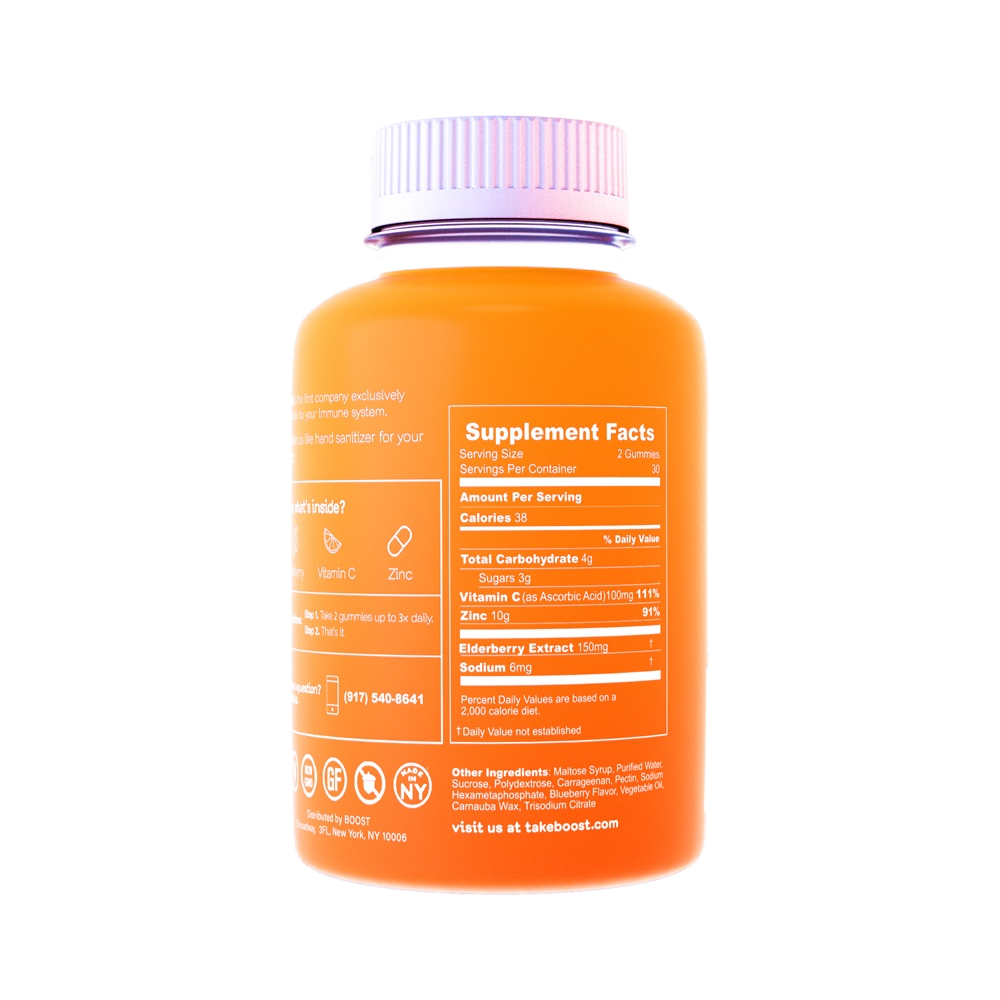 the first company exclusively
to your immune system.
us like hand sanitizer for your
what's inside?
Vitamin C
Zinc
Step 1. Take 2 gummies up to 3x daily.
Step 2. That's it
question?
(917) 540-8641
NON
GMO
GF
MADE
IN
NY
Distributed by BOOST
3FL, New York, NY 10006
Supplement Facts
Serving Size 2 Gummies
Servings Per Container 30
Amount Per Serving
Calories 38
% Daily Value
Total Carbohydrate 4g
Sugars 3g
Vitamin C (as Ascorbic Acid)100mg 111%
Zinc 10g 91%
Elderberry Extract 150mg †
Sodium 6mg †
Percent Daily Values are based on a
2,000 calorie diet.
† Daily Value not established
Other Ingredients: Maltose Syrup, Purified Water,
Sucrose, Polydextrose, Carrageenan, Pectin, Sodium
Hexametaphosphate, Blueberry Flavor, Vegetable Oil,
Carnauba Wax, Trisodium Citrate
visit us at takeboost.com